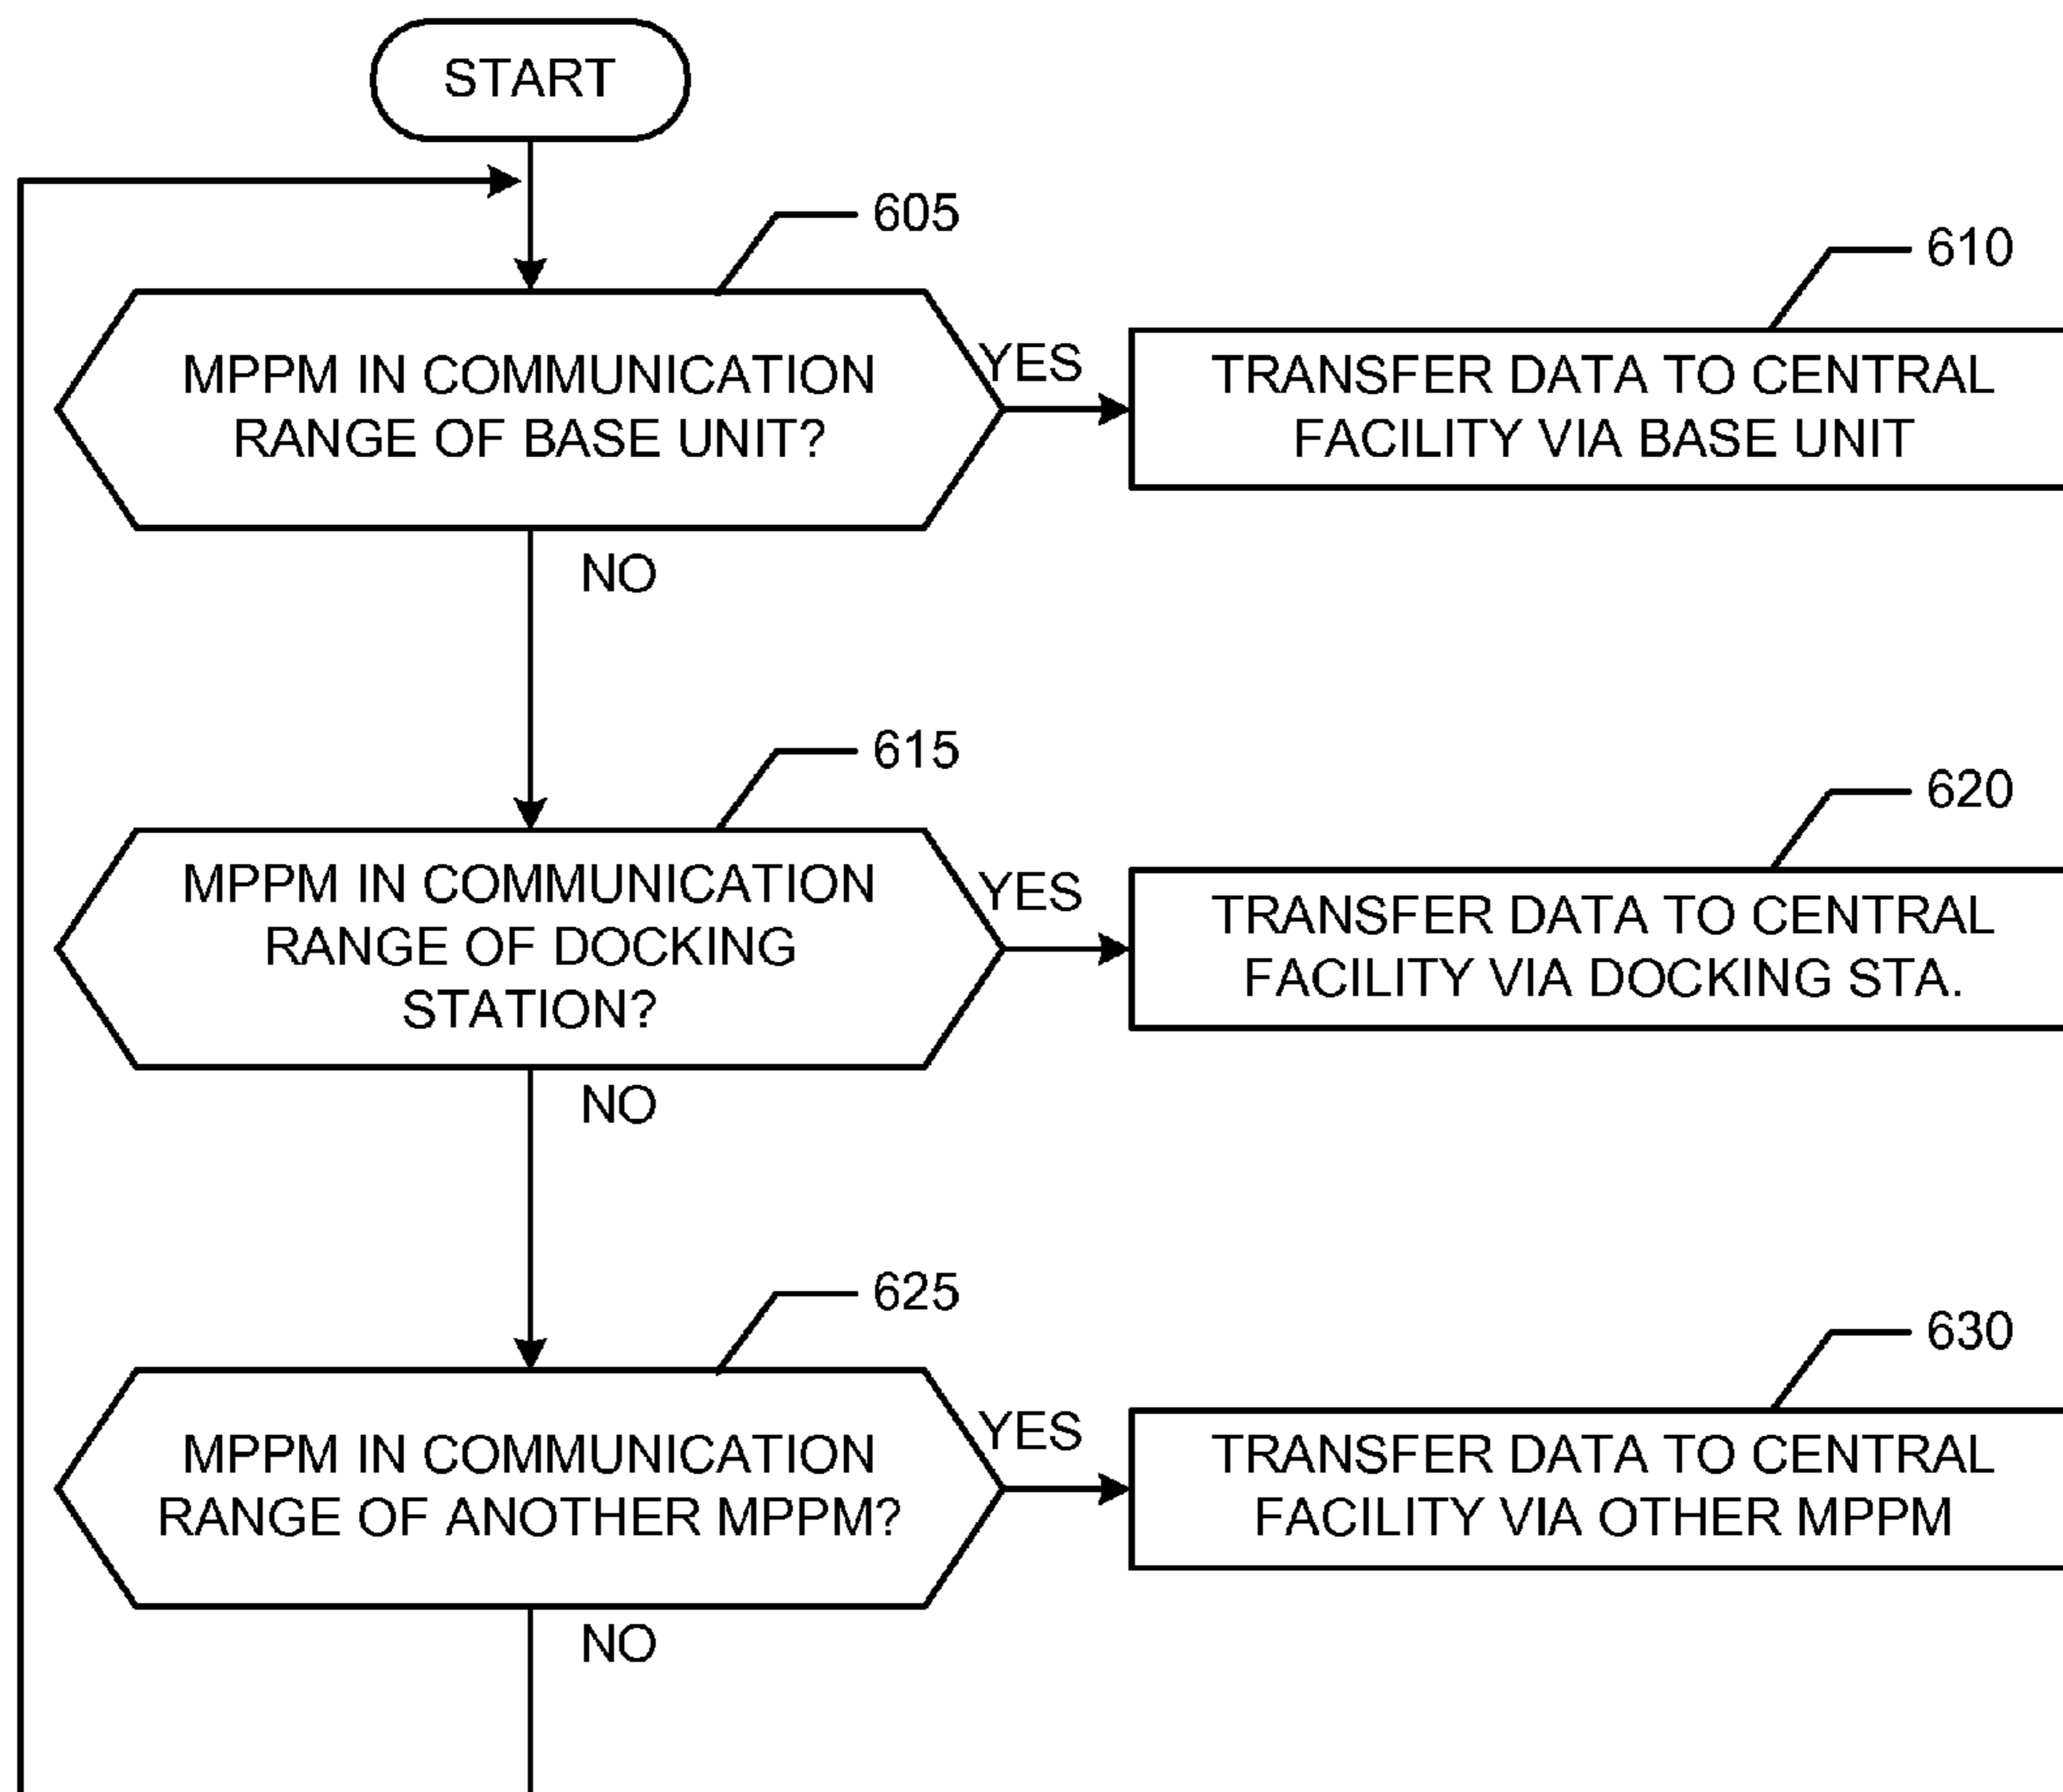 START
605
610
MPPM IN COMMUNICATION
RANGE OF BASE UNIT?
YES
TRANSFER DATA TO CENTRAL
FACILITY VIA BASE UNIT
NO
615
620
MPPM IN COMMUNICATION
RANGE OF DOCKING
STATION?
YES
TRANSFER DATA TO CENTRAL
FACILITY VIA DOCKING STA.
NO
625
630
MPPM IN COMMUNICATION
RANGE OF ANOTHER MPPM?
YES
TRANSFER DATA TO CENTRAL
FACILITY VIA OTHER MPPM
NO